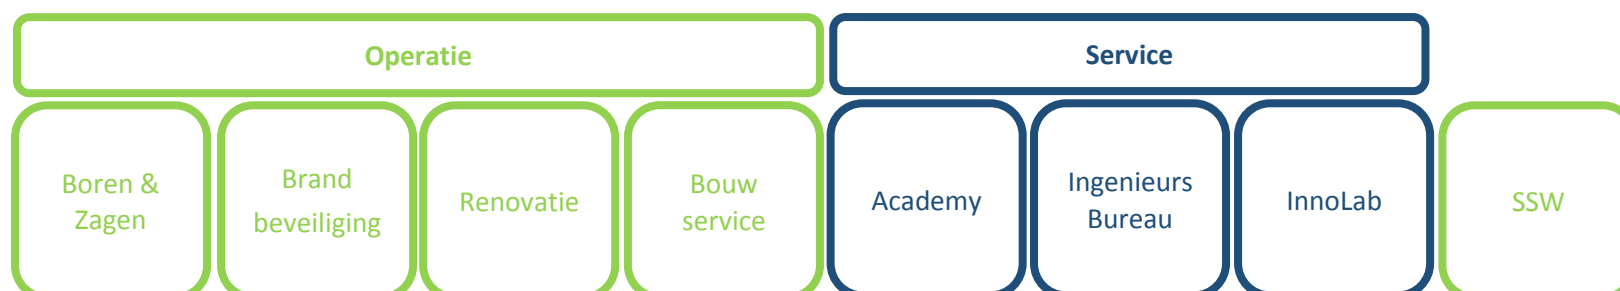 Operatie
Service
Boren &
Zagen
Brand
beveiliging
Renovatie
Bouw
service
Academy
Ingenieurs
Bureau
InnoLab
SSW